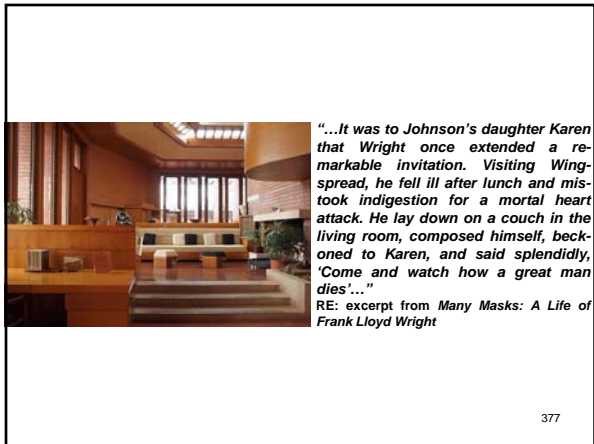 “…It was to Johnson’s daughter Karen
that Wright once extended a re-
markable invitation. Visiting Wing-
spread, he fell ill after lunch and mis-
took indigestion for a mortal heart
attack. He lay down on a couch in the
living room, composed himself, beck-
oned to Karen, and said splendidly,
‘Come and watch how a great man
dies’…”
RE: excerpt from Many Masks: A Life of
Frank Lloyd Wright
377